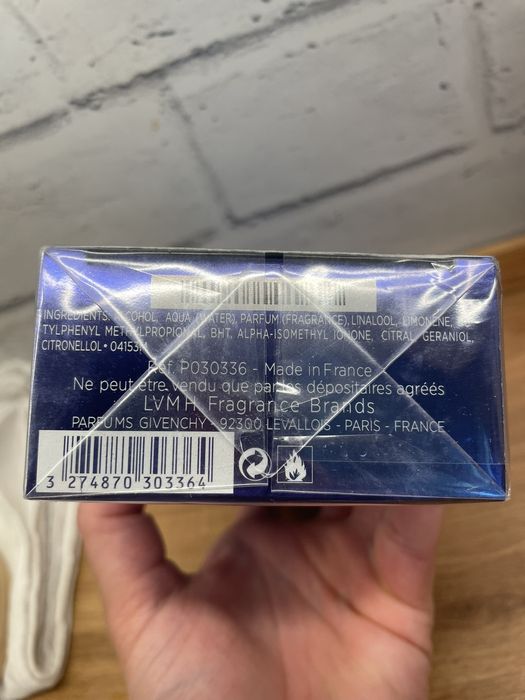 INGREDIENTS: ALCOHOL, AQUA (WATER), PARFUM (FRAGRANCE), LINALOOL, LIMONENE,
TYLPHENYL METHYLPROPIONAL, BHT, ALPHA-ISOMETHYL IONONE, CITRAL, GERANIOL,
CITRONELLOL •
Réf. P030336 - Made in France
Ne peut être vendu que par les dépositaires agréés
LVMH Fragrance Brands
PARFUMS GIVENCHY - 92300 LEVALLOIS - PARIS - FRANCE
3 274870 303364